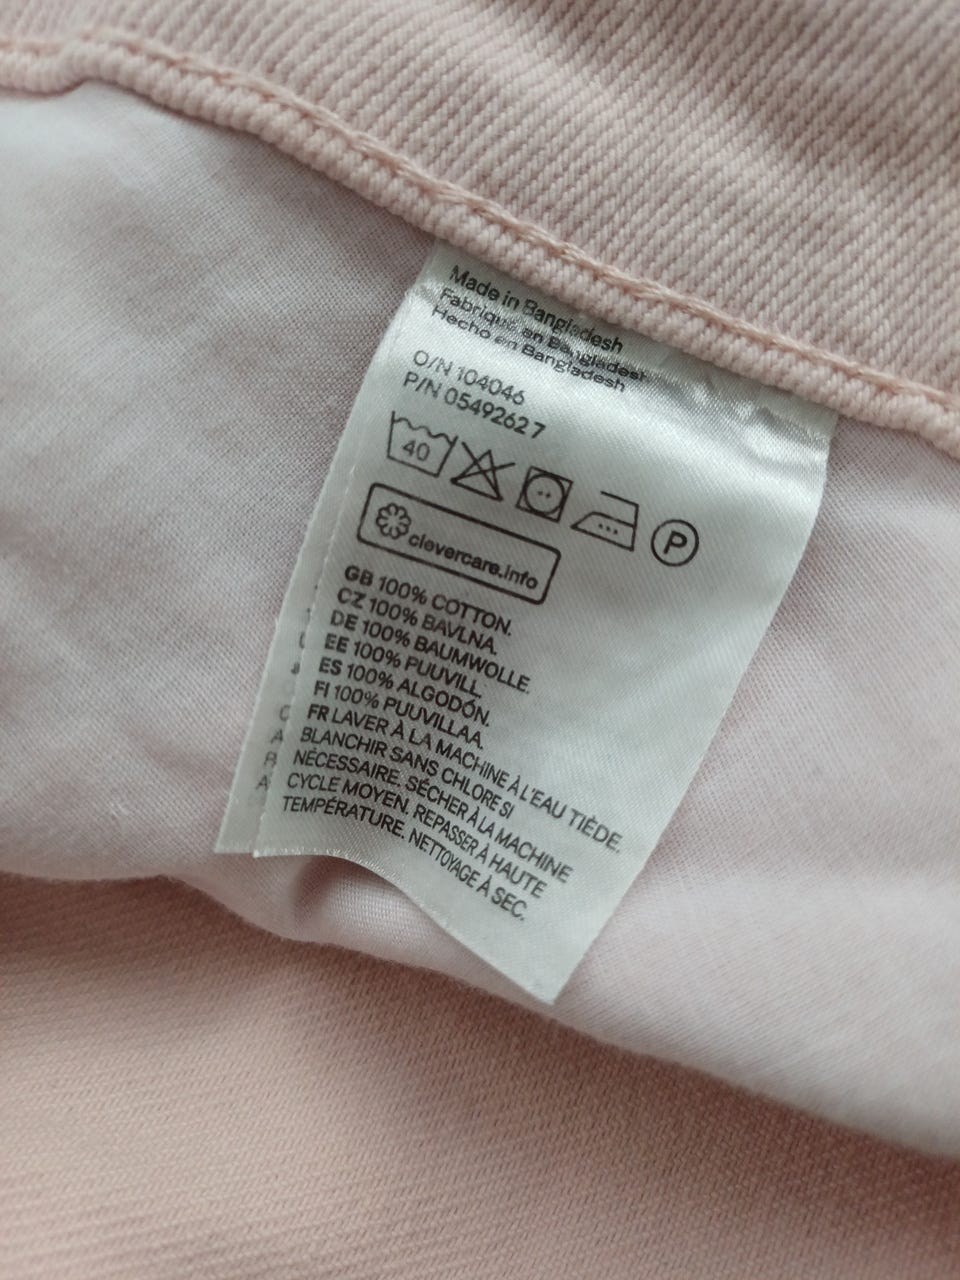 Made in Bangladesh
Fabriqué en Bangladesh
Hecho en Bangladesh
O/N 104046
P/N 05492627
40
P
clevercare.info
GB 100% COTTON.
CZ 100% BAVLNA.
DE 100% BAUMWOLLE.
EE 100% PUUVILL.
ES 100% ALGODÓN.
FI 100% PUUVILLAA.
FR LAVER À LA MACHINE À L'EAU TIÈDE.
BLANCHIR SANS CHLORE SI
NÉCESSAIRE. SÉCHER À LA MACHINE
CYCLE MOYEN. REPASSER À HAUTE
TEMPÉRATURE. NETTOYAGE À SEC.